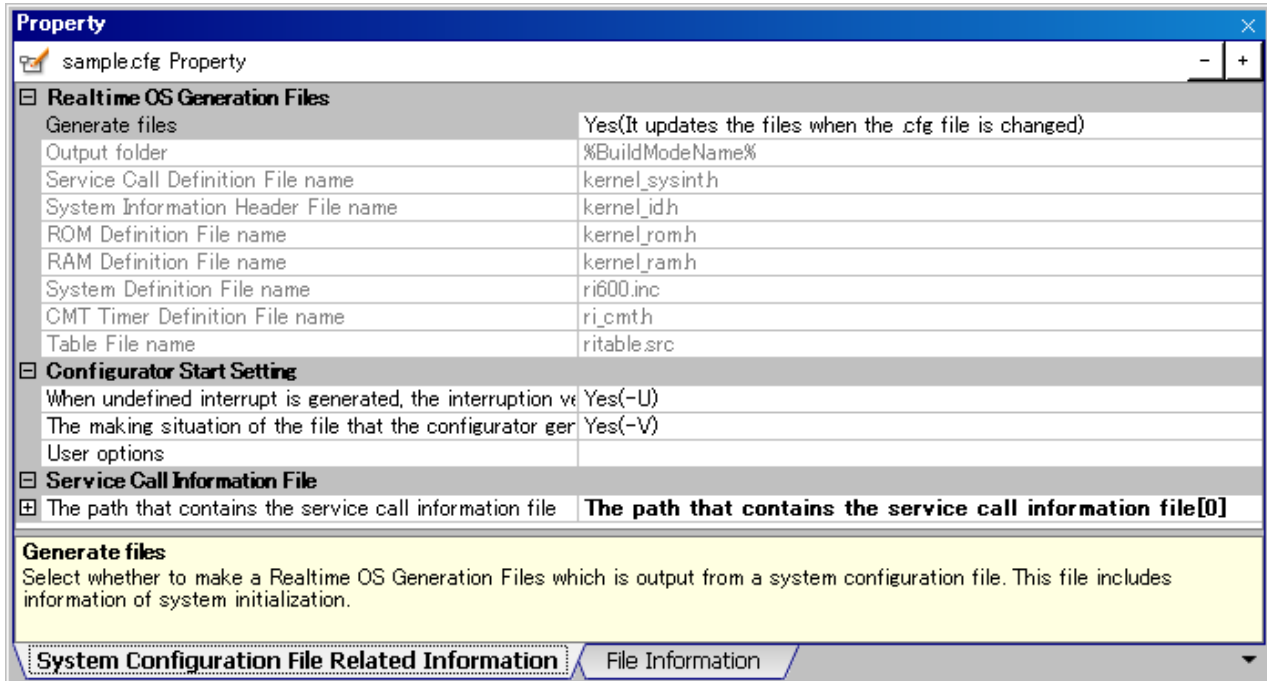 Property
sample.cfg Property
- +
Realtime OS Generation Files
Generate files Yes(It updates the files when the .cfg file is changed)
Output folder %BuildModeName%
Service Call Definition File name kernel_sysint.h
System Information Header File name kernel_id.h
ROM Definition File name kernel_rom.h
RAM Definition File name kernel_ram.h
System Definition File name ri600.inc
CMT Timer Definition File name ri_cmt.h
Table File name ritable.src
Configurator Start Setting
When undefined interrupt is generated, the interruption ve Yes(-U)
The making situation of the file that the configurator ger Yes(-V)
User options
Service Call Information File
The path that contains the service call information file The path that contains the service call information file[0]
Generate files
Select whether to make a Realtime OS Generation Files which is output from a system configuration file. This file includes
information of system initialization.
System Configuration File Related Information File Information